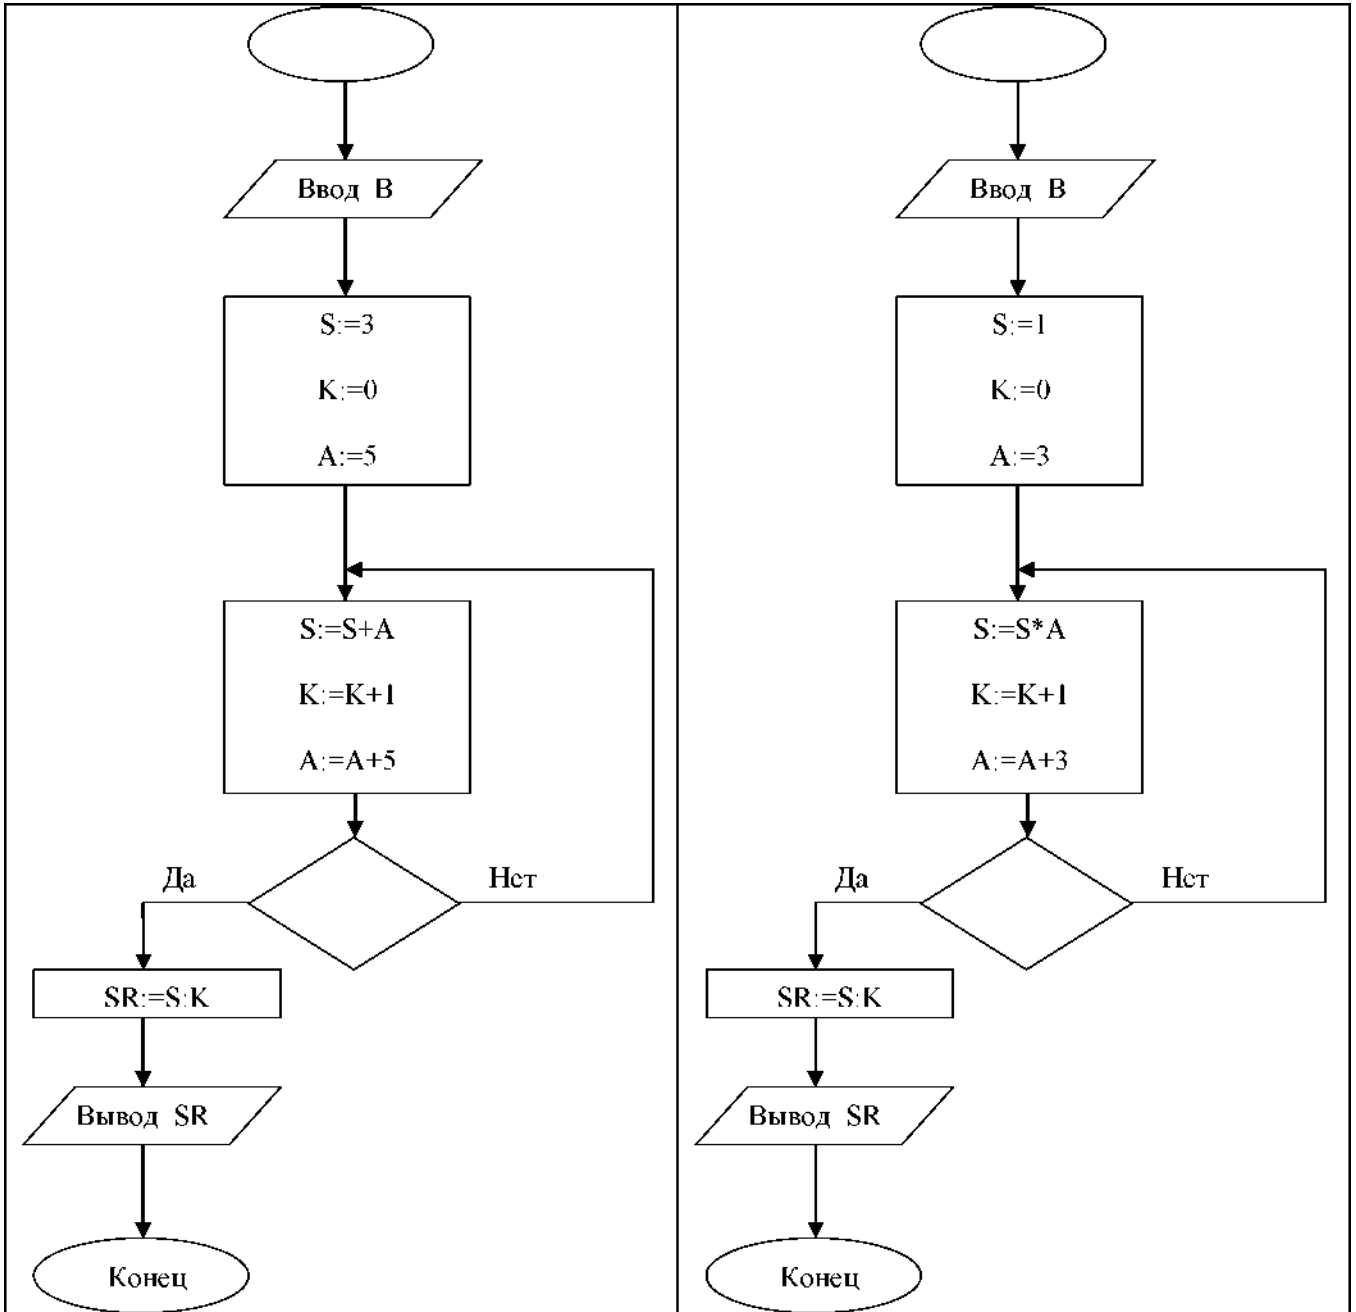 Ввод В
S:=3
K:=0
A:=5
S:=S+A
K:=K+1
A:=A+5
Да
Нет
SR:=S:K
Вывод SR
Конец
Ввод В
S:=1
K:=0
A:=3
S:=S*A
K:=K+1
A:=A+3
Да
Нет
SR:=S:K
Вывод SR
Конец